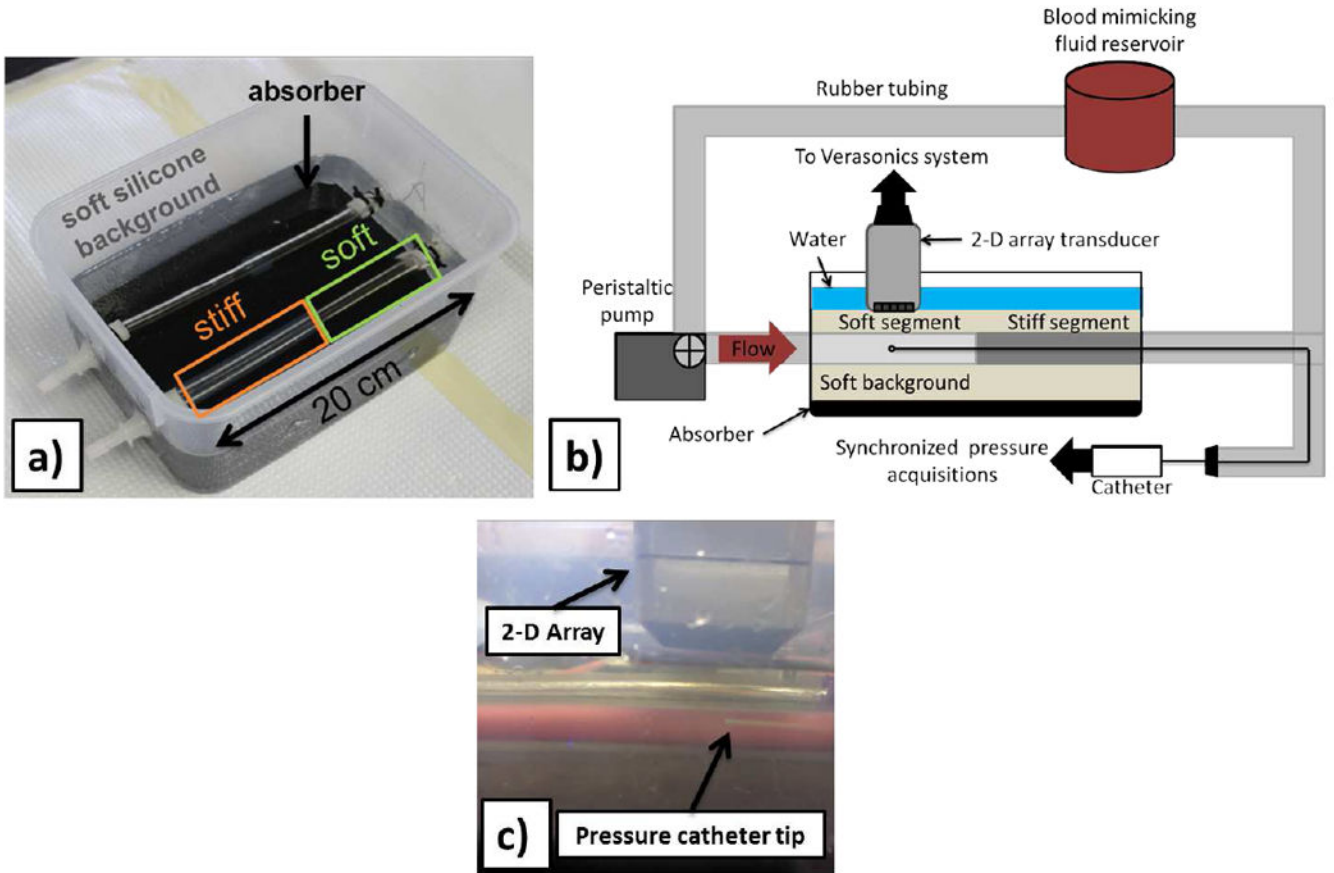 absorber
soft silicone
background
stiff
soft
20 cm
a)
Blood mimicking
fluid reservoir
Rubber tubing
To Verasonics system
Water
2-D array transducer
Peristaltic
pump
Flow
Soft segment
Stiff segment
Soft background
Absorber
Synchronized pressure
acquisitions
Catheter
b)
2-D Array
Pressure catheter tip
c)